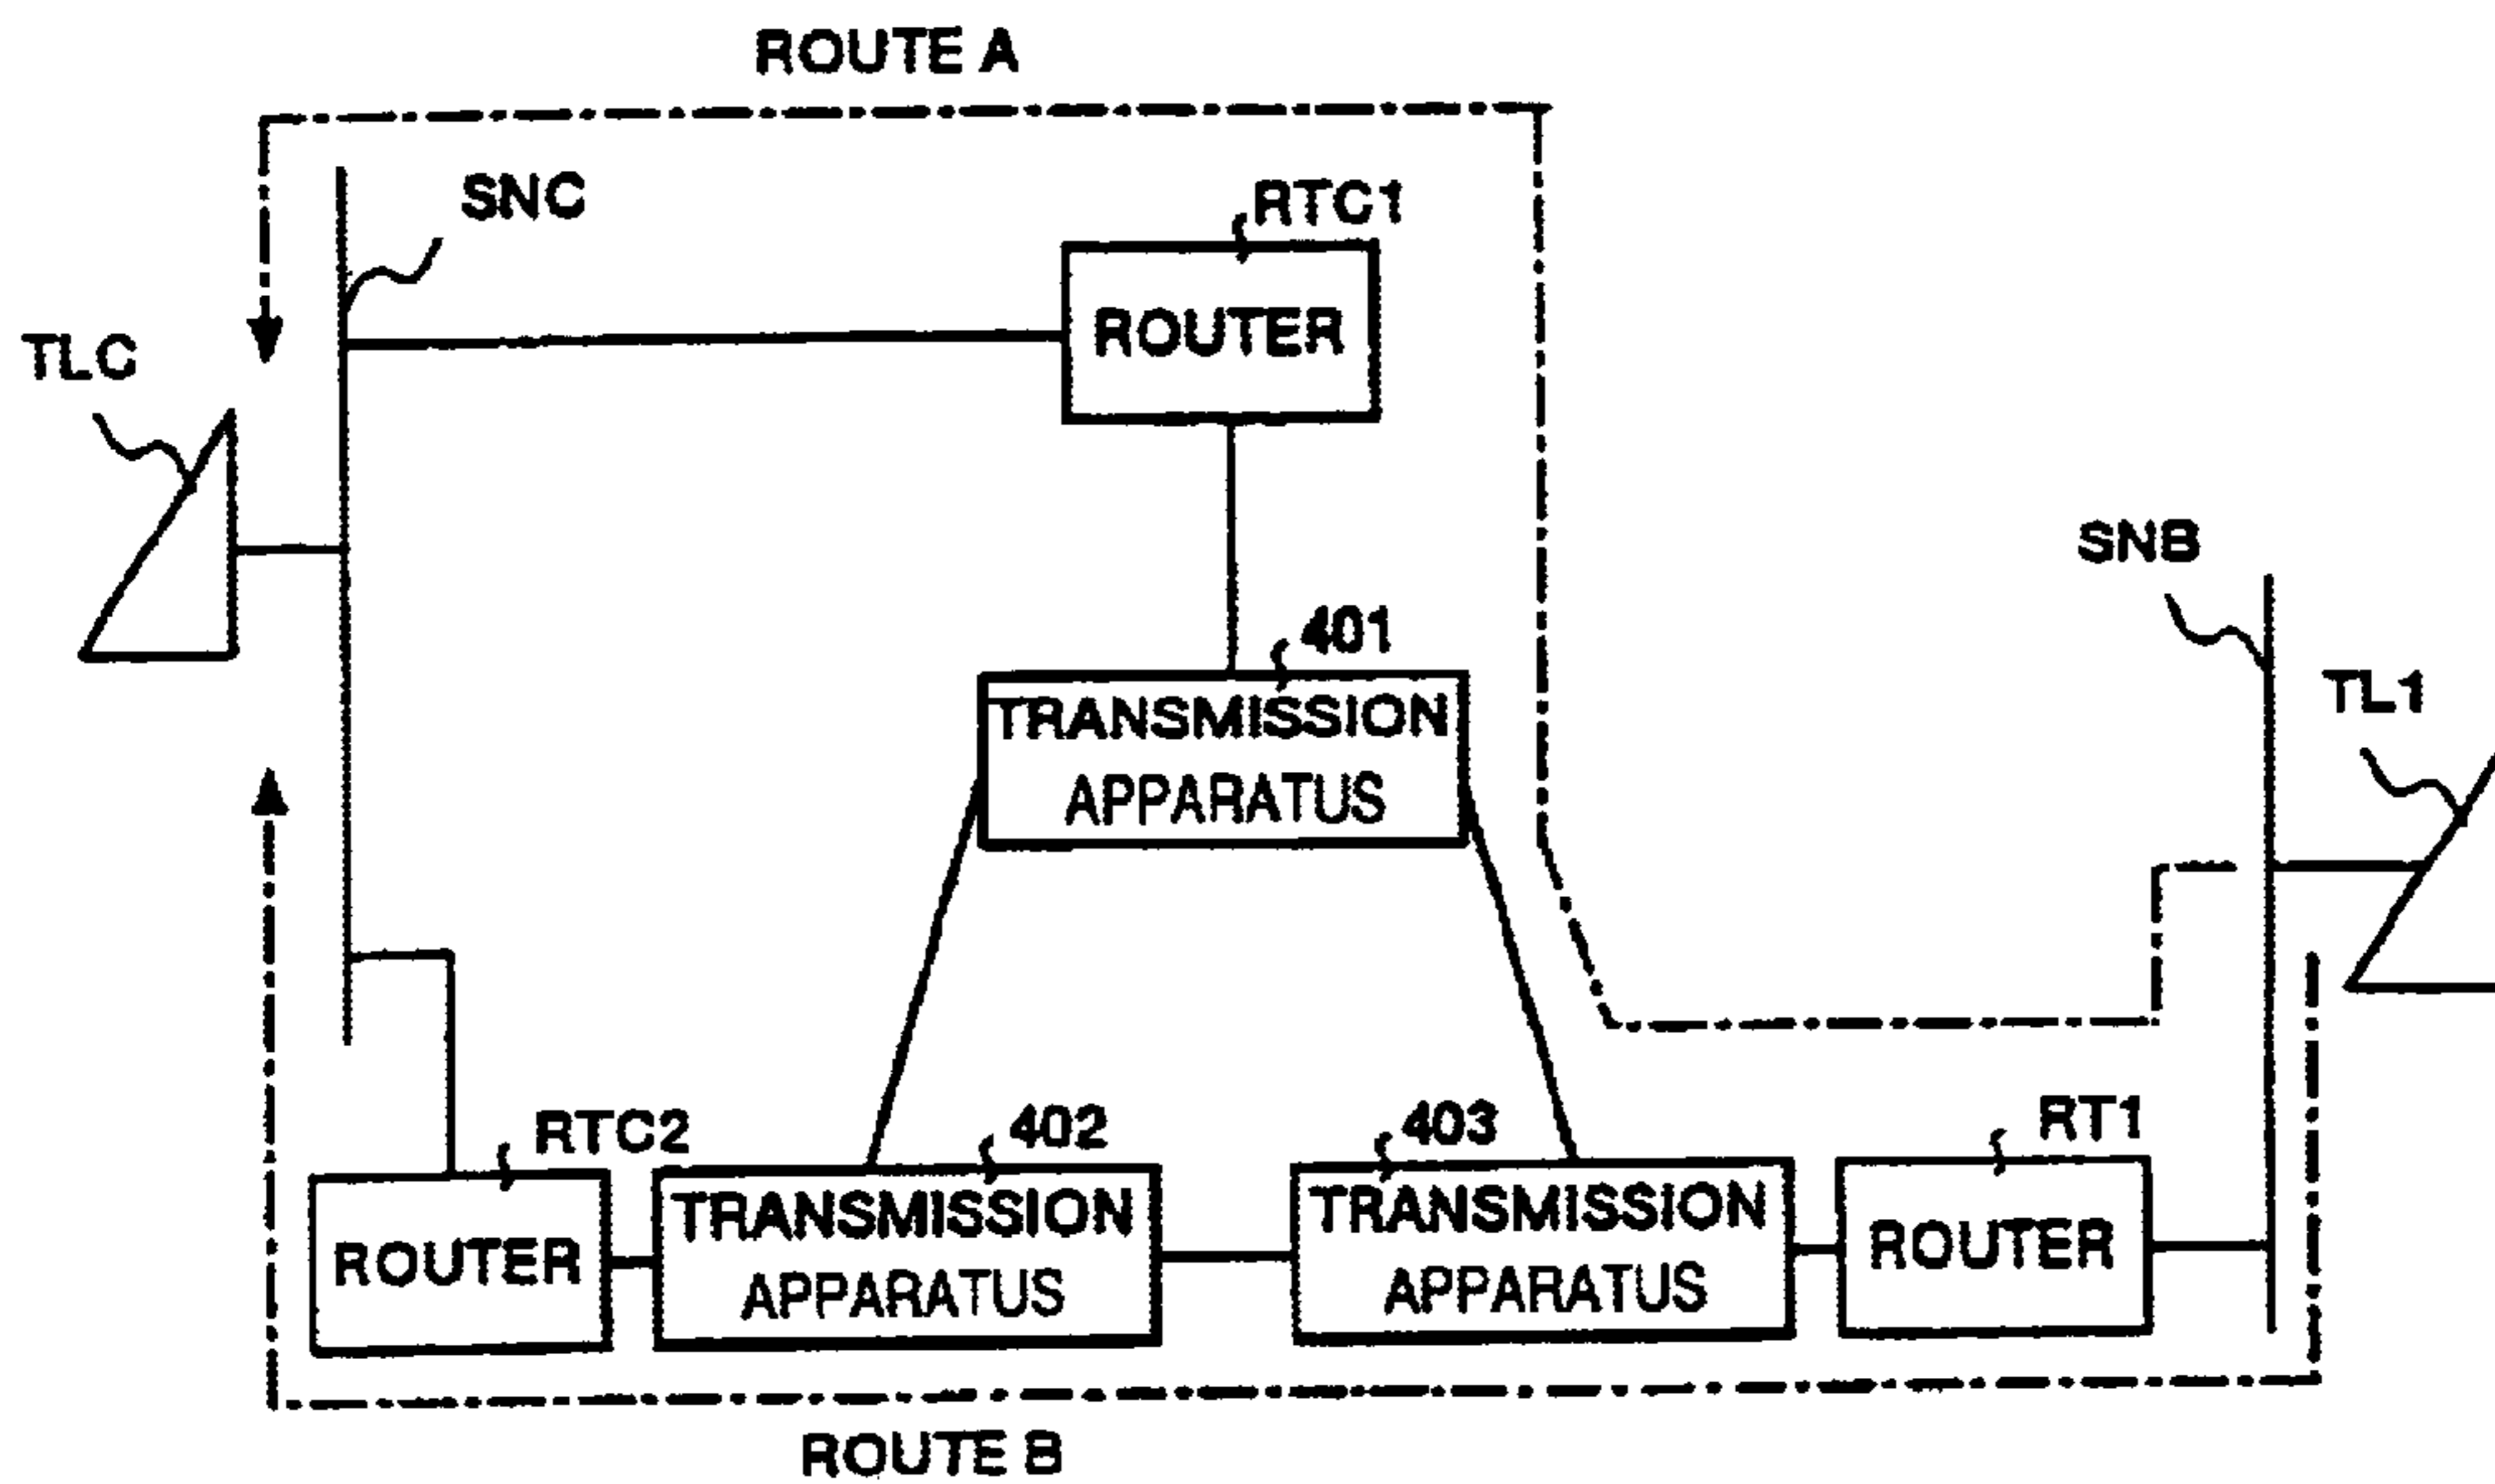 ROUTE A
SNC
RTC1
ROUTER
TLC
SNB
401
TRANSMISSION
APPARATUS
TL1
RTC2
402
403
RT1
ROUTER
TRANSMISSION
APPARATUS
TRANSMISSION
APPARATUS
ROUTER
ROUTE B